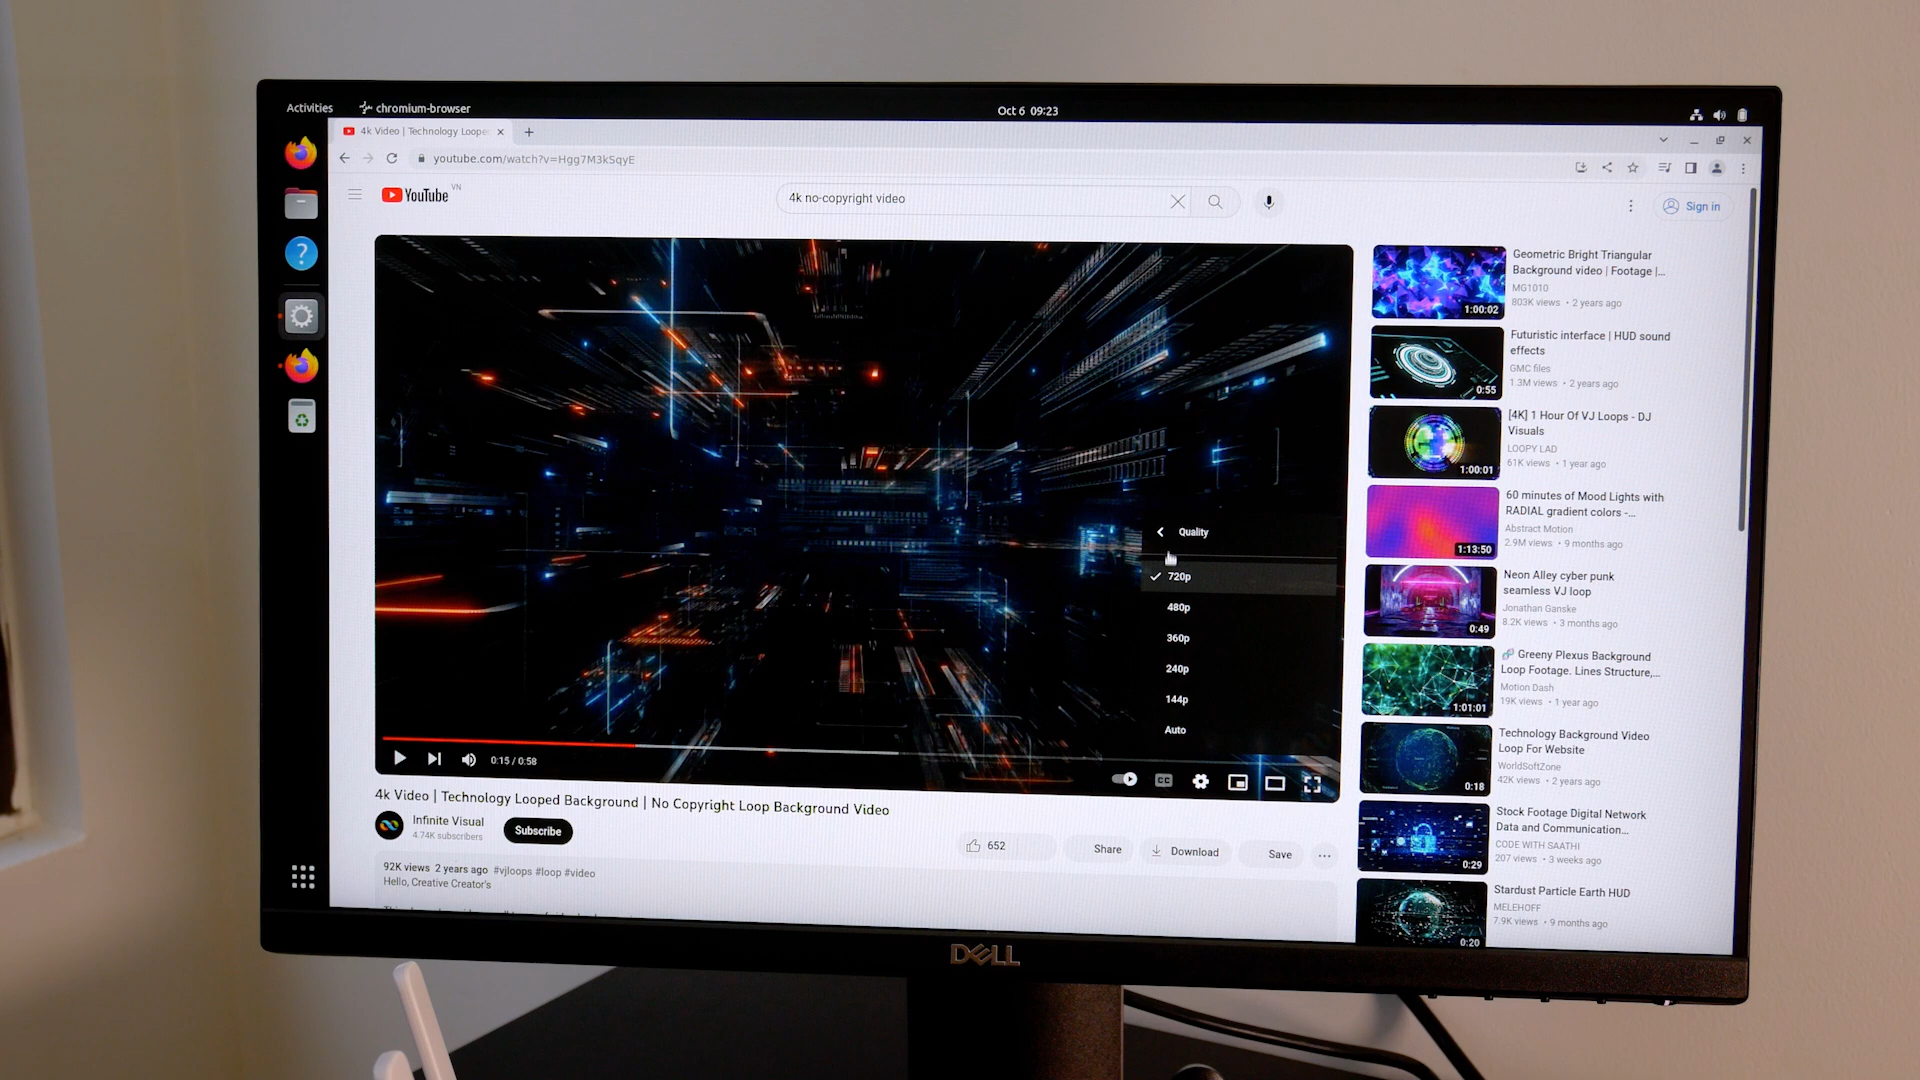 Activities
chromium-browser
Oct 6 09:23
4k Video | Technology Loope
youtube.com/watch?v=Hgg7M3kSqyE
YouTube
VN
4k no-copyright video
Sign in
Quality
720p
480p
360p
240p
144p
Auto
0:15 / 0:58
CC
4k Video | Technology Looped Background | No Copyright Loop Background Video
Infinite Visual
4.74K subscribers
Subscribe
652
Share
Download
Save
92K views 2 years ago #vjloops #loop #video
Hello, Creative Creator's
Geometric Bright Triangular
Background video | Footage |...
MG1010
803K views • 2 years ago
1:00:02
Futuristic interface | HUD sound
effects
GMC files
1.3M views • 2 years ago
0:55
[4K] 1 Hour Of VJ Loops - DJ
Visuals
LOOPY LAD
61K views • 1 year ago
1:00:01
60 minutes of Mood Lights with
RADIAL gradient colors -...
Abstract Motion
2.9M views • 9 months ago
1:13:50
Neon Alley cyber punk
seamless VJ loop
Jonathan Ganske
8.2K views • 3 months ago
0:49
Greeny Plexus Background
Loop Footage. Lines Structure,...
Motion Dash
19K views • 1 year ago
1:01:01
Technology Background Video
Loop For Website
WorldSoftZone
42K views • 2 years ago
0:18
Stock Footage Digital Network
Data and Communication...
CODE WITH SAATHI
207 views • 3 weeks ago
0:29
Stardust Particle Earth HUD
MELEHOFF
7.9K views • 9 months ago
0:20
DELL